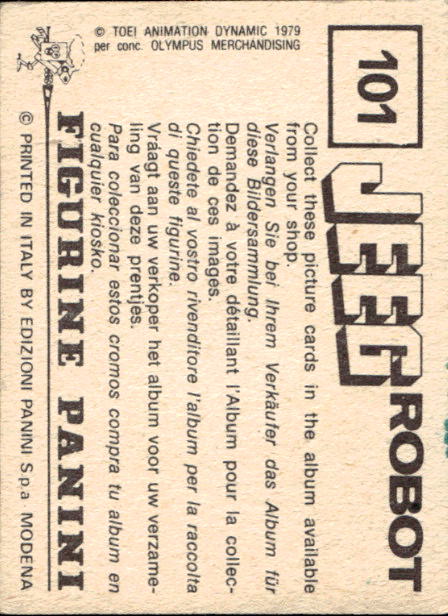 101
JEEG ROBOT
© TOEI ANIMATION DYNAMIC 1979
per conc. OLYMPUS MERCHANDISING
Collect these picture cards in the album available
from your shop.
Verlangen Sie bei Ihrem Verkäufer das Album für
diese Bildersammlung.
Demandez à votre détaillant l'Album pour la collec-
tion de ces images.
Chiedete al vostro rivenditore l'album per la raccolta
di queste figurine.
Vráagt aan uw verkoper het album voor uw verzame-
ling van deze prentjes.
Para coleccionar estos cromos compra tu album en
cualquier kiosko.
FIGURINE PANINI
© PRINTED IN ITALY BY EDIZIONI PANINI S.p.a MODENA